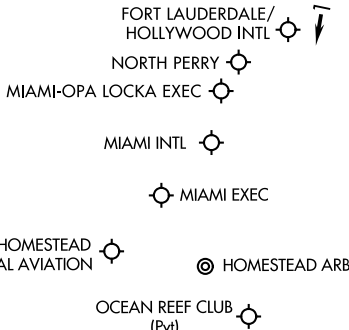 FORT LAUDERDALE/
HOLLYWOOD INTL
NORTH PERRY
MIAMI-OPA LOCKA EXEC
MIAMI INTL
MIAMI EXEC
HOMESTEAD
AL AVIATION
HOMESTEAD ARB
OCEAN REEF CLUB
(Pvt)